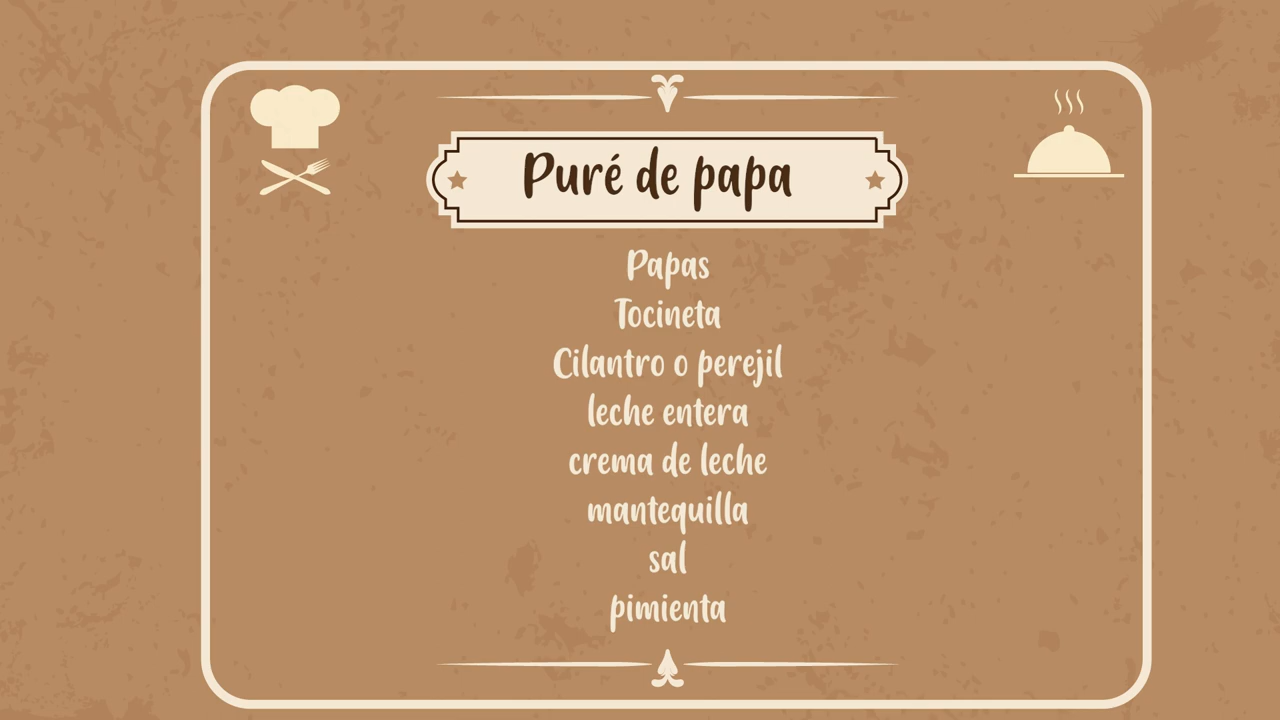 Puré de papa
Papas
Tocineta
Cilantro o perejil
leche entera
crema de leche
mantequilla
sal
pimienta